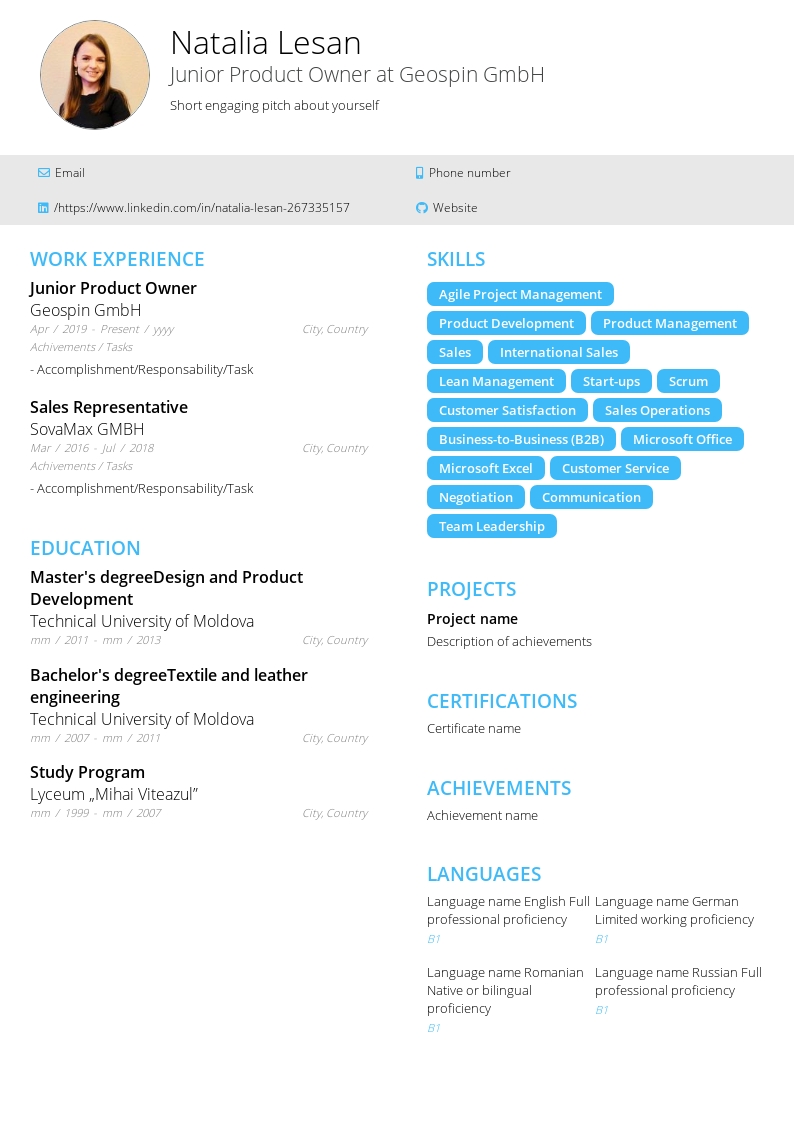 Natalia Lesan
Junior Product Owner at Geospin GmbH
Short engaging pitch about yourself
Email
Phone number
/https://www.linkedin.com/in/natalia-lesan-267335157
Website
WORK EXPERIENCE
Junior Product Owner
Geospin GmbH
Apr / 2019 - Present / yyyy
City, Country
Achivements / Tasks
- Accomplishment/Responsability/Task
Sales Representative
SovaMax GMBH
Mar / 2016 - Jul / 2018
City, Country
Achivements / Tasks
- Accomplishment/Responsability/Task
EDUCATION
Master's degreeDesign and Product
Development
Technical University of Moldova
mm / 2011 - mm / 2013
City, Country
Bachelor's degreeTextile and leather
engineering
Technical University of Moldova
mm / 2007 - mm / 2011
City, Country
Study Program
Lyceum „Mihai Viteazul”
mm / 1999 - mm / 2007
City, Country
SKILLS
Agile Project Management
Product Development Product Management
Sales International Sales
Lean Management Start-ups Scrum
Customer Satisfaction Sales Operations
Business-to-Business (B2B) Microsoft Office
Microsoft Excel Customer Service
Negotiation Communication
Team Leadership
PROJECTS
Project name
Description of achievements
CERTIFICATIONS
Certificate name
ACHIEVEMENTS
Achievement name
LANGUAGES
Language name English Full
professional proficiency
B1
Language name German
Limited working proficiency
B1
Language name Romanian
Native or bilingual
proficiency
B1
Language name Russian Full
professional proficiency
B1